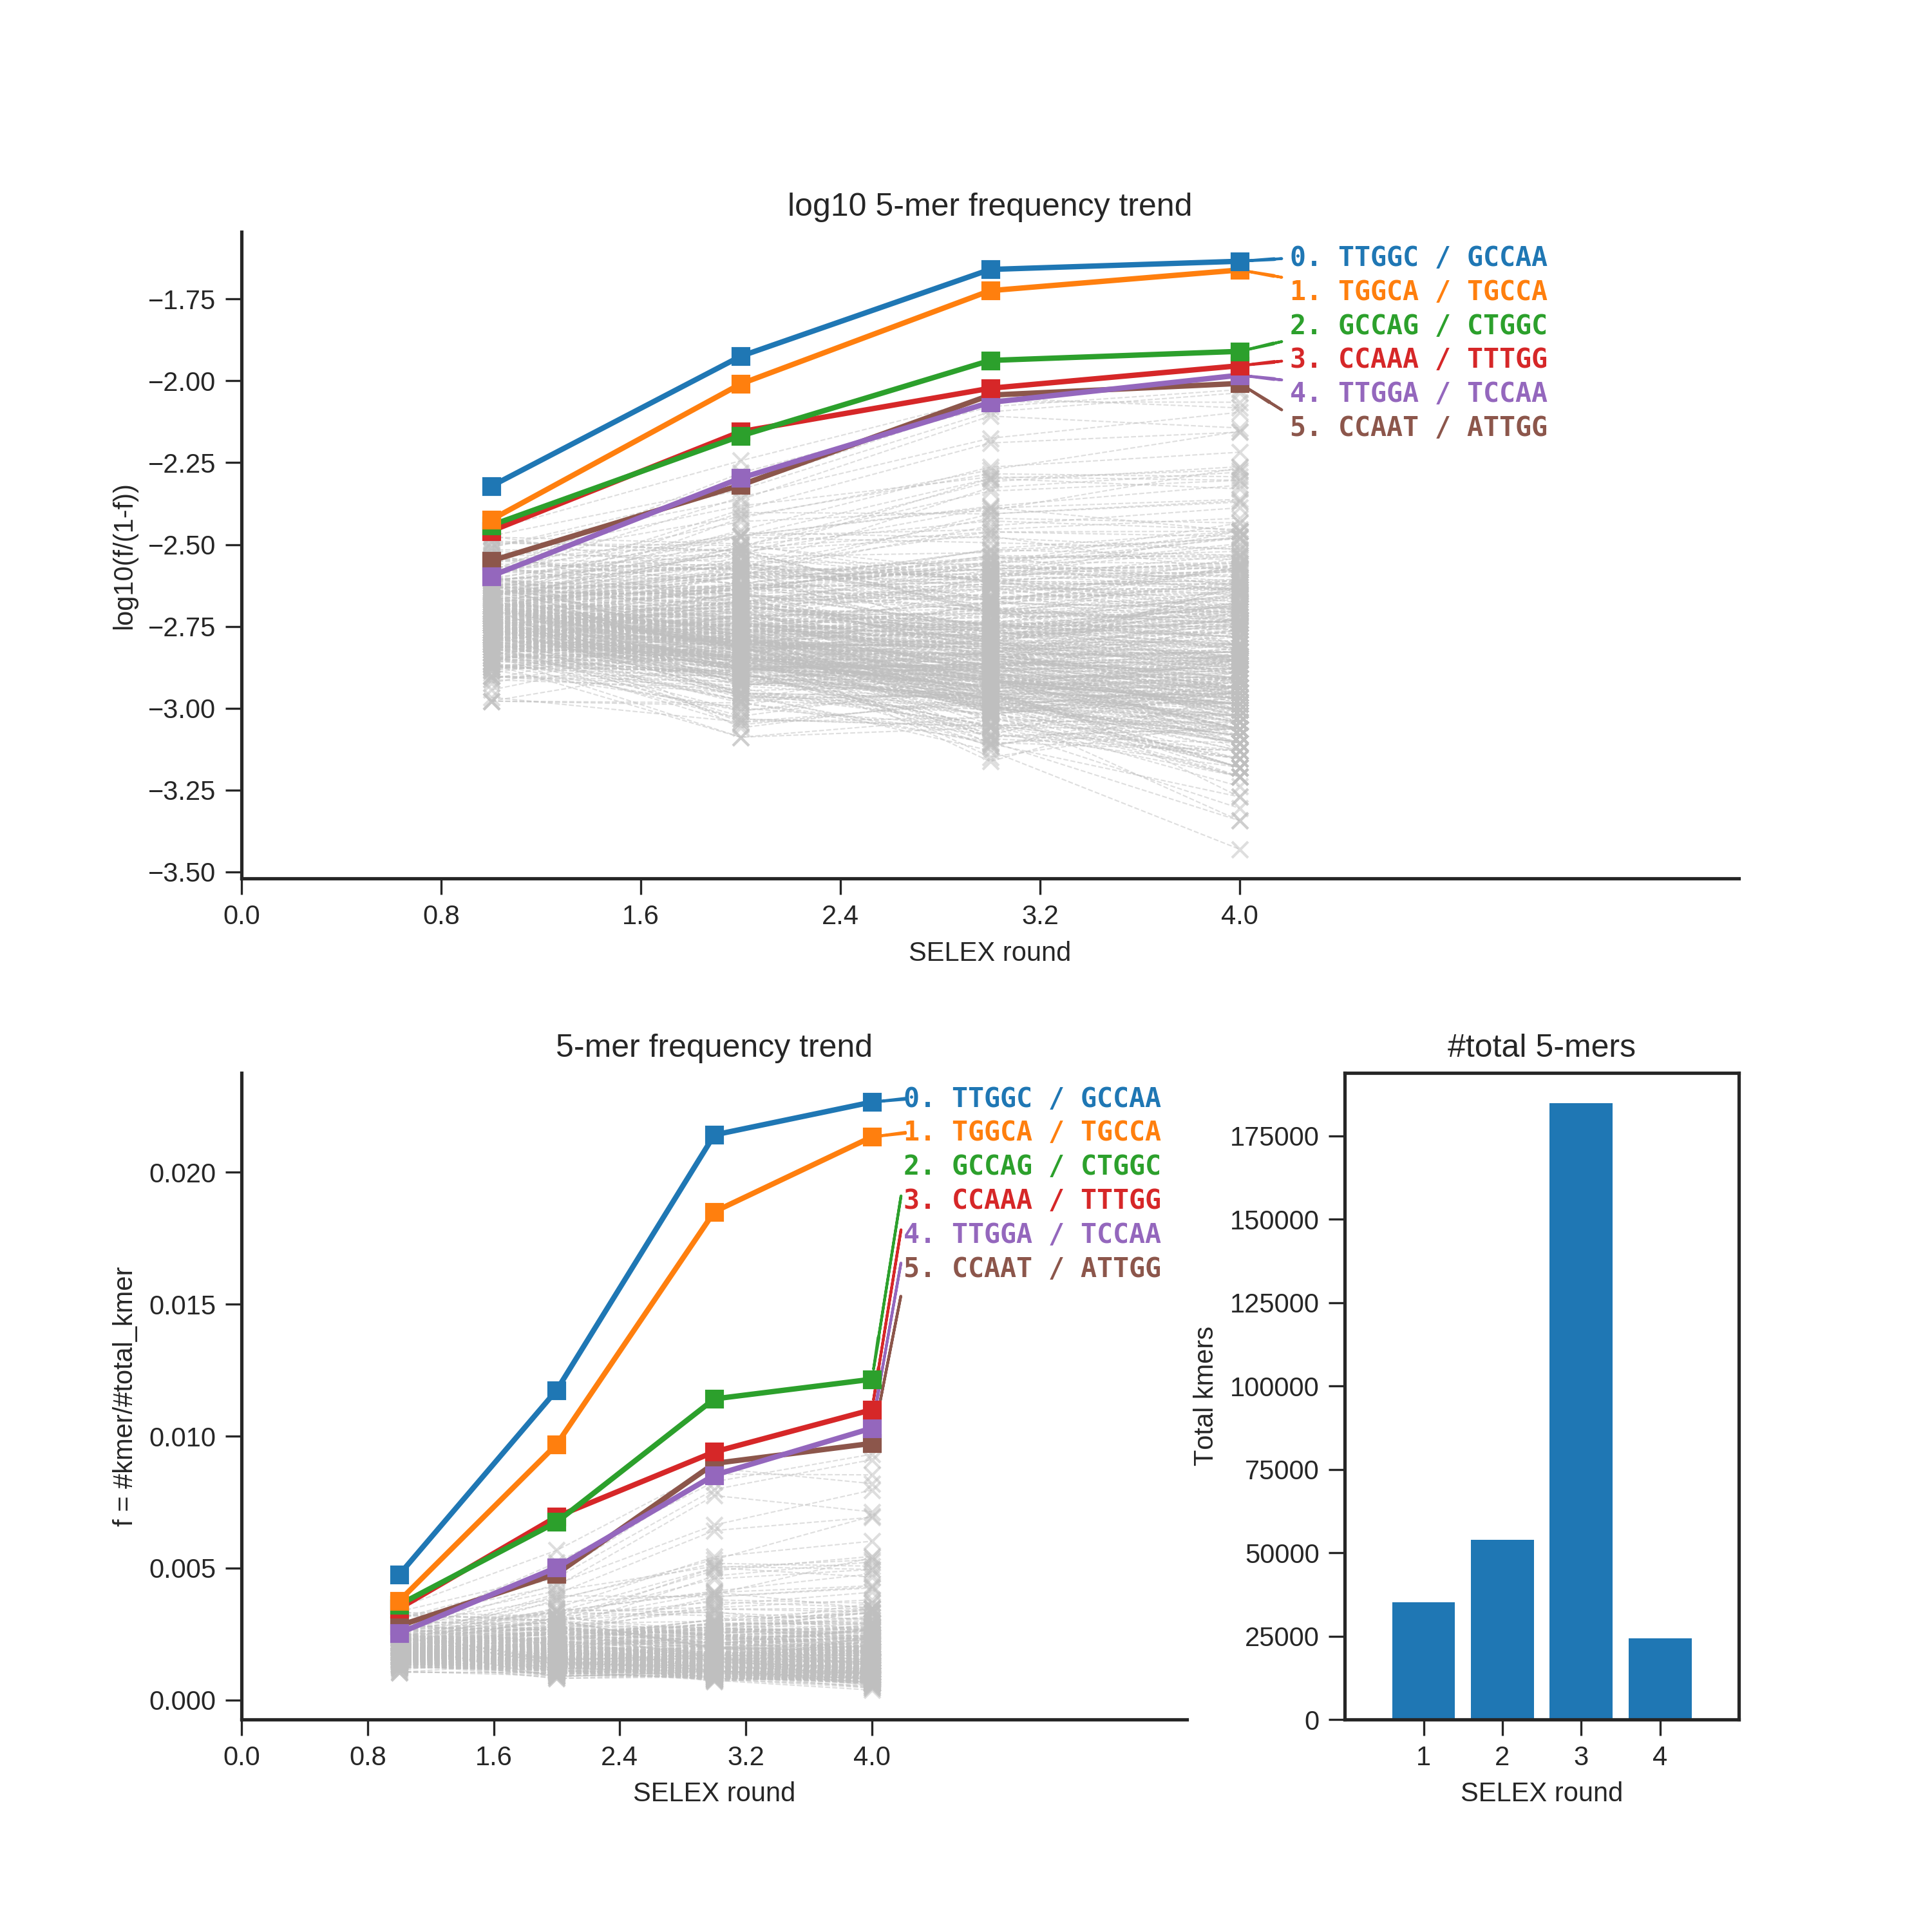 log10 5-mer frequency trend
0. TTGGC / GCCAA
1. TGGCA / TGCCA
2. GCCAG / CTGGC
3. CCAAA / TTTGG
4. TTGGA / TCCAA
5. CCAAT / ATTGG
−1.75
−2.00
−2.25
−2.50
−2.75
−3.00
−3.25
−3.50
log10(f/(1-f))
0.0 0.8 1.6 2.4 3.2 4.0
SELEX round
5-mer frequency trend
0. TTGGC / GCCAA
1. TGGCA / TGCCA
2. GCCAG / CTGGC
3. CCAAA / TTTGG
4. TTGGA / TCCAA
5. CCAAT / ATTGG
0.020
0.015
0.010
0.005
0.000
f = #kmer/#total_kmer
0.0 0.8 1.6 2.4 3.2 4.0
SELEX round
#total 5-mers
175000
150000
125000
100000
75000
50000
25000
0
Total kmers
1 2 3 4
SELEX round